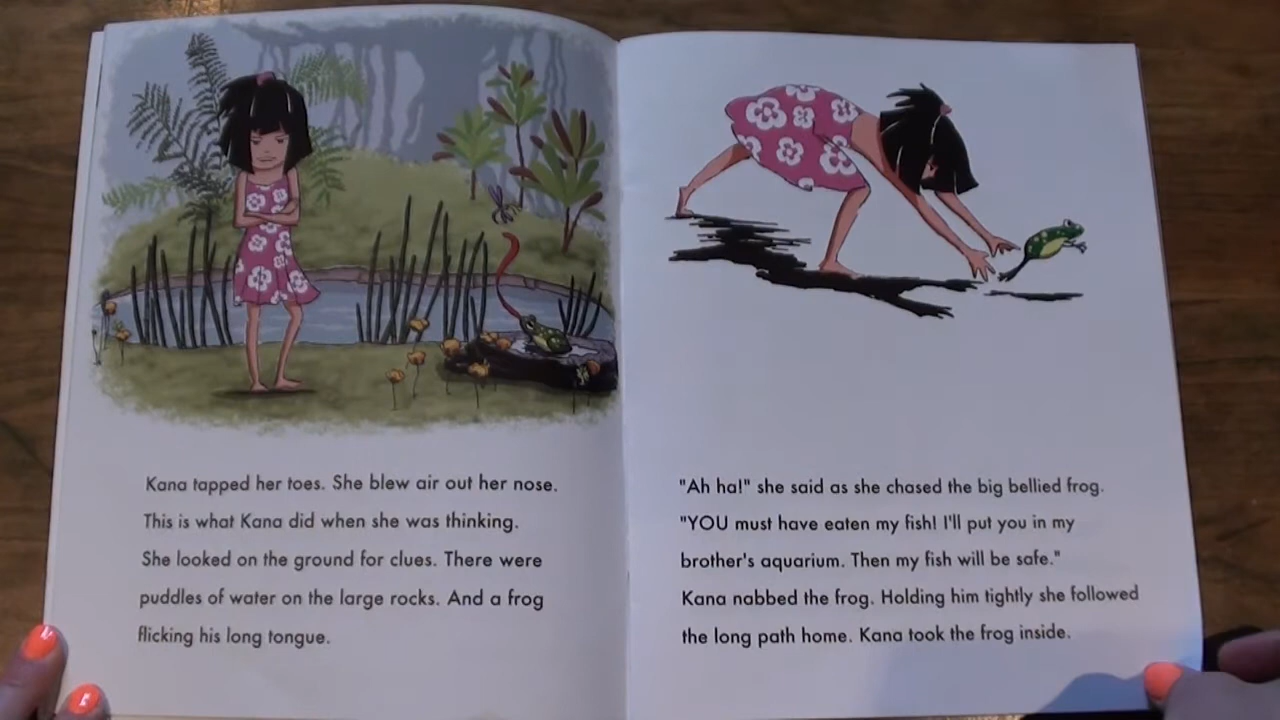 Kana tapped her toes. She blew air out her nose.
This is what Kana did when she was thinking.
She looked on the ground for clues. There were
puddles of water on the large rocks. And a frog
flicking his long tongue.
"Ah ha!" she said as she chased the big bellied frog.
"YOU must have eaten my fish! I'll put you in my
brother's aquarium. Then my fish will be safe."
Kana nabbed the frog. Holding him tightly she followed
the long path home. Kana took the frog inside.